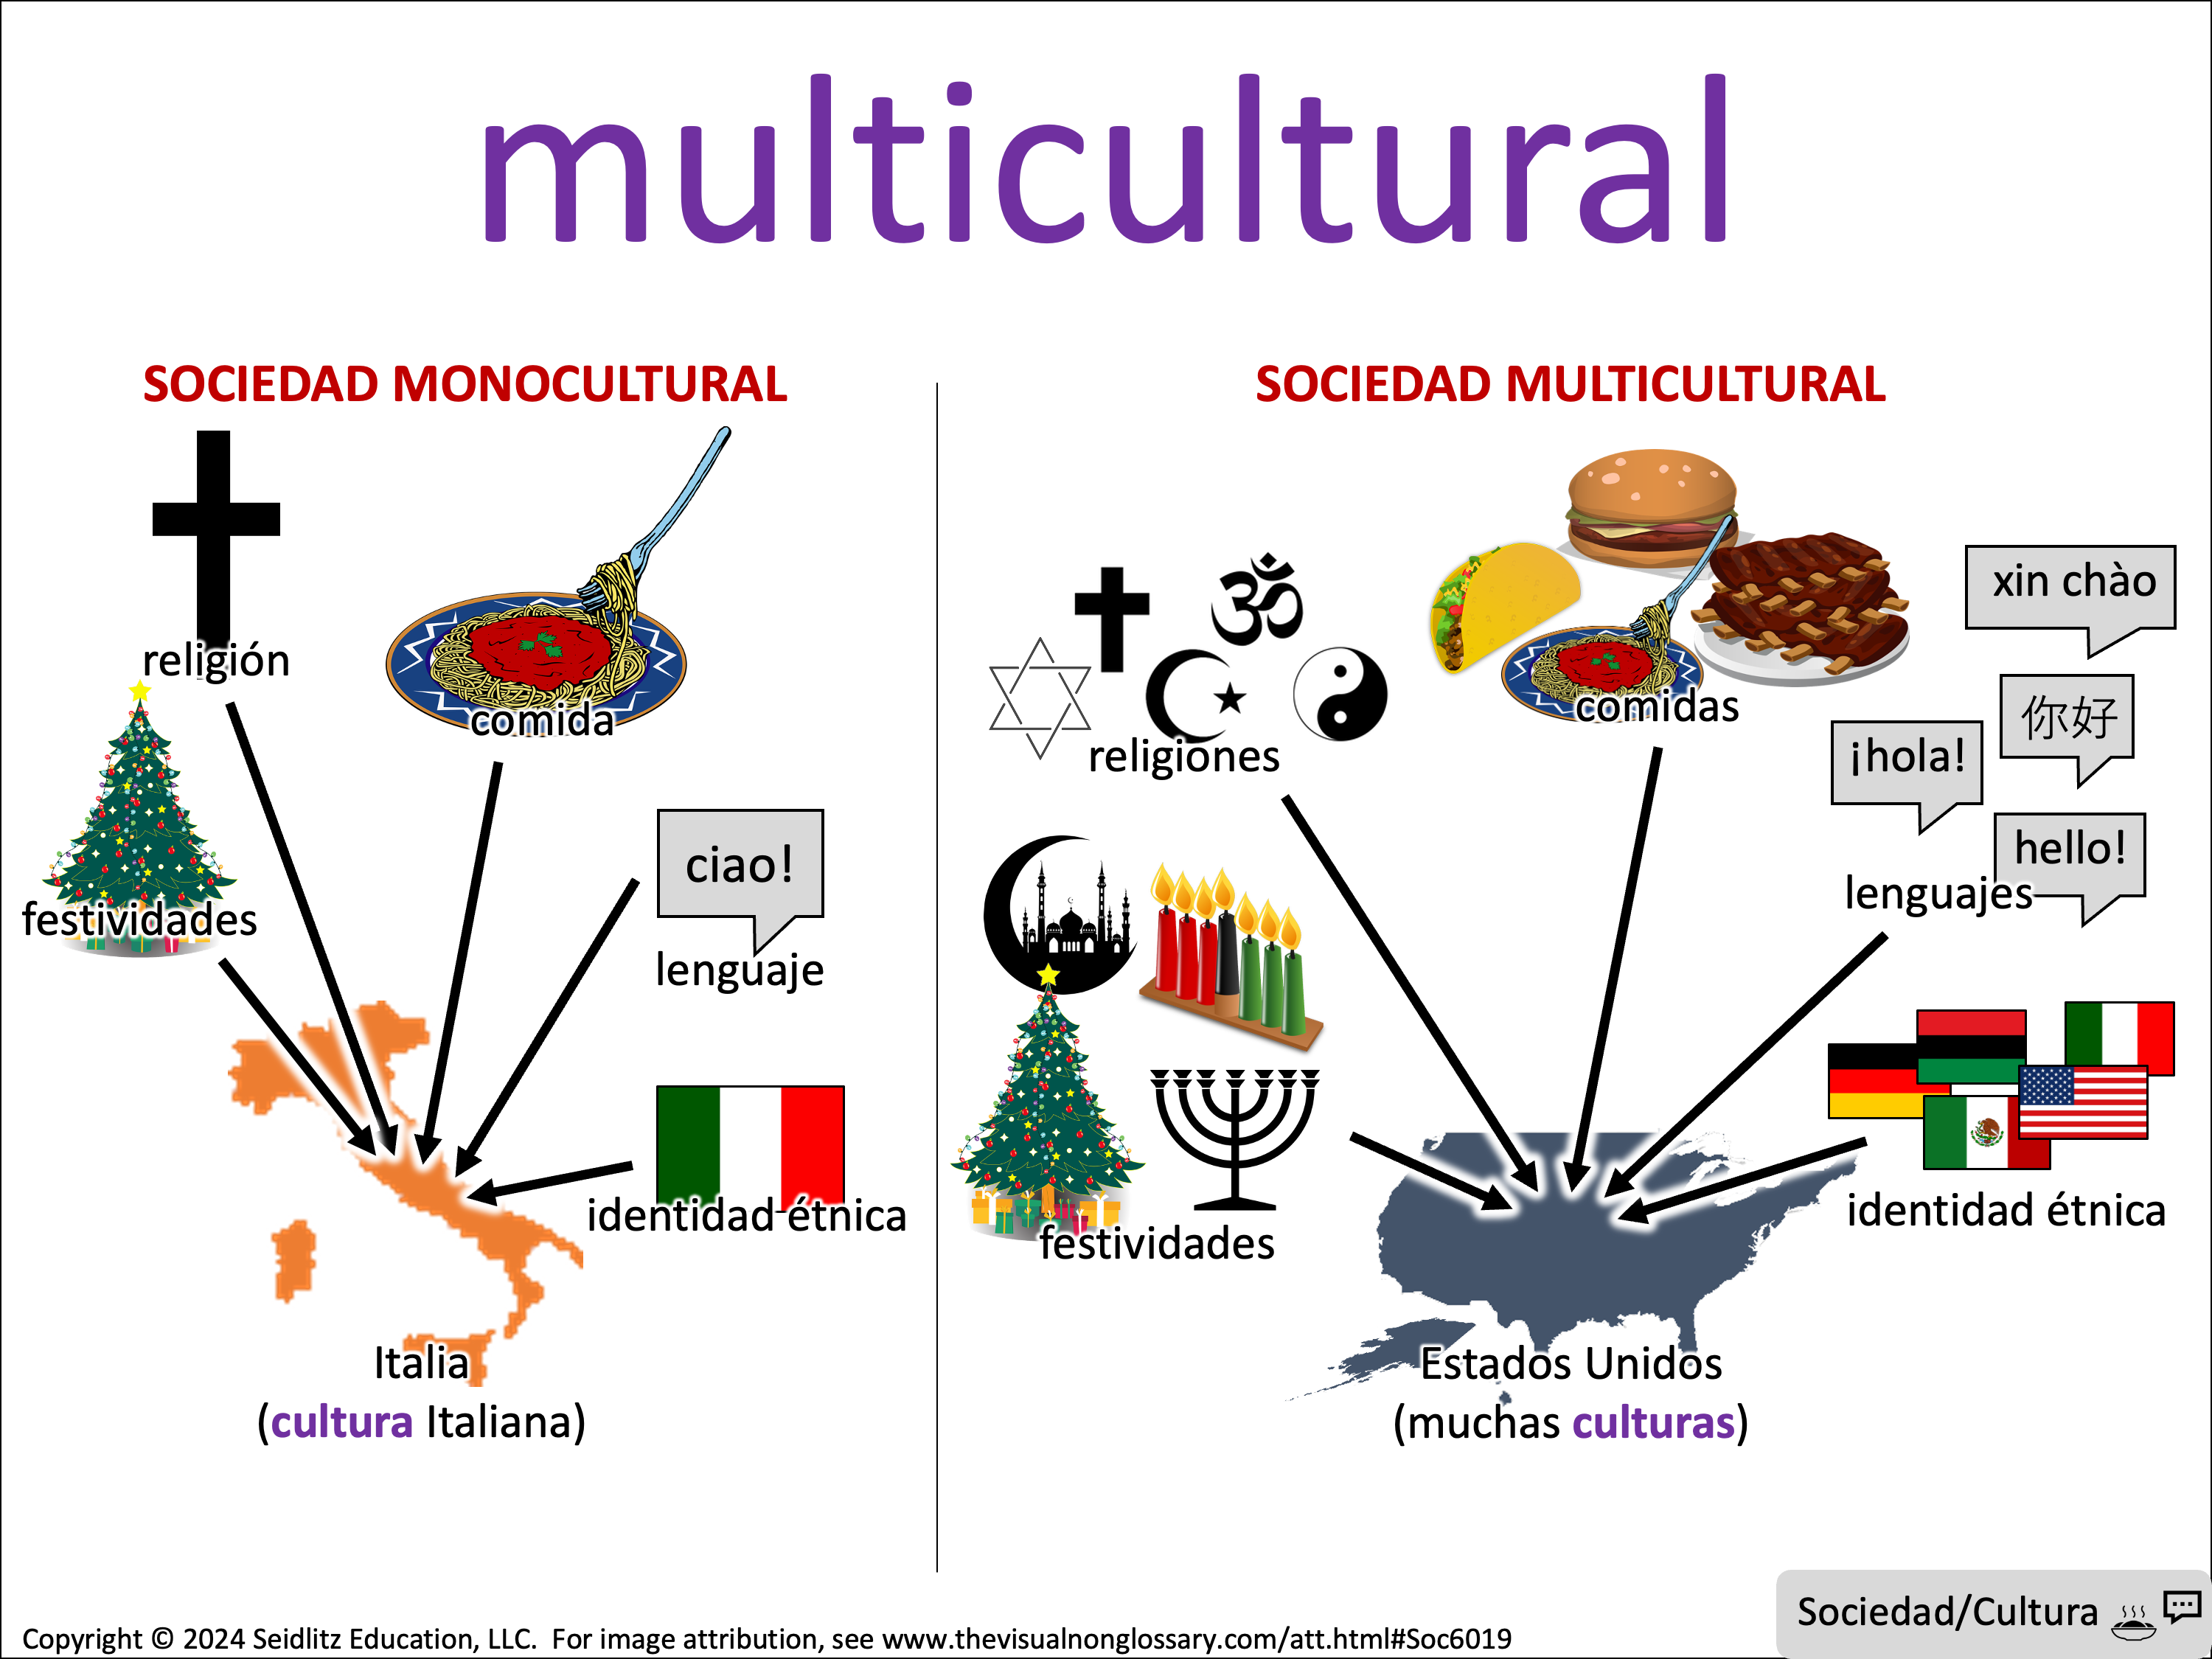 multicultural
SOCIEDAD MONOCULTURAL
religión
comida
festividades
ciao!
lenguaje
identidad étnica
Italia
(cultura Italiana)
SOCIEDAD MULTICULTURAL
religiones
comidas
xin chào
你好
¡hola!
hello!
lenguajes
festividades
identidad étnica
Estados Unidos
(muchas culturas)
Sociedad/Cultura
Copyright © 2024 Seidlitz Education, LLC.  For image attribution, see www.thevisualnonglossary.com/att.html#Soc6019